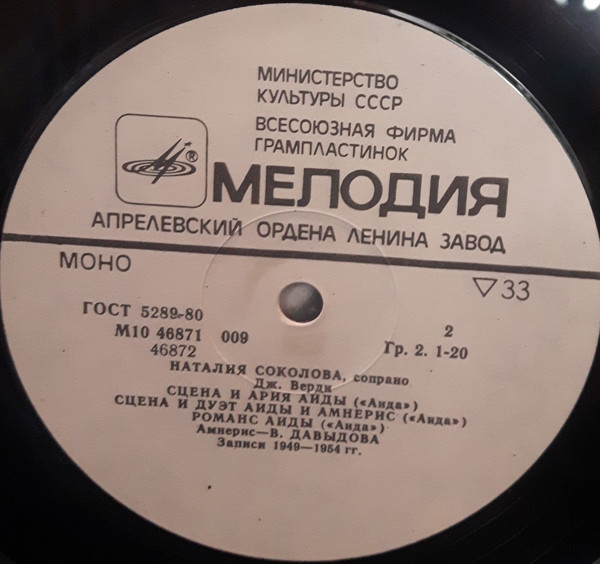 МИНИСТЕРСТВО
КУЛЬТУРЫ СССР
ВСЕСОЮЗНАЯ ФИРМА
ГРАМПЛАСТИНОК
®
МЕЛОДИЯ
АПРЕЛЕВСКИЙ ОРДЕНА ЛЕНИНА ЗАВОД
МОНО
▽33
ГОСТ 5289-80
М10 46871 009
46872
2
Гр. 2. 1-20
НАТАЛИЯ СОКОЛОВА, сопрано
Дж. Верди
СЦЕНА И АРИЯ АИДЫ («Аида»)
СЦЕНА И ДУЭТ АИДЫ И АМНЕРИС («Аида»)
РОМАНС АИДЫ («Аида»)
Амнерис—В. ДАВЫДОВА
Записи 1949—1954 гг.